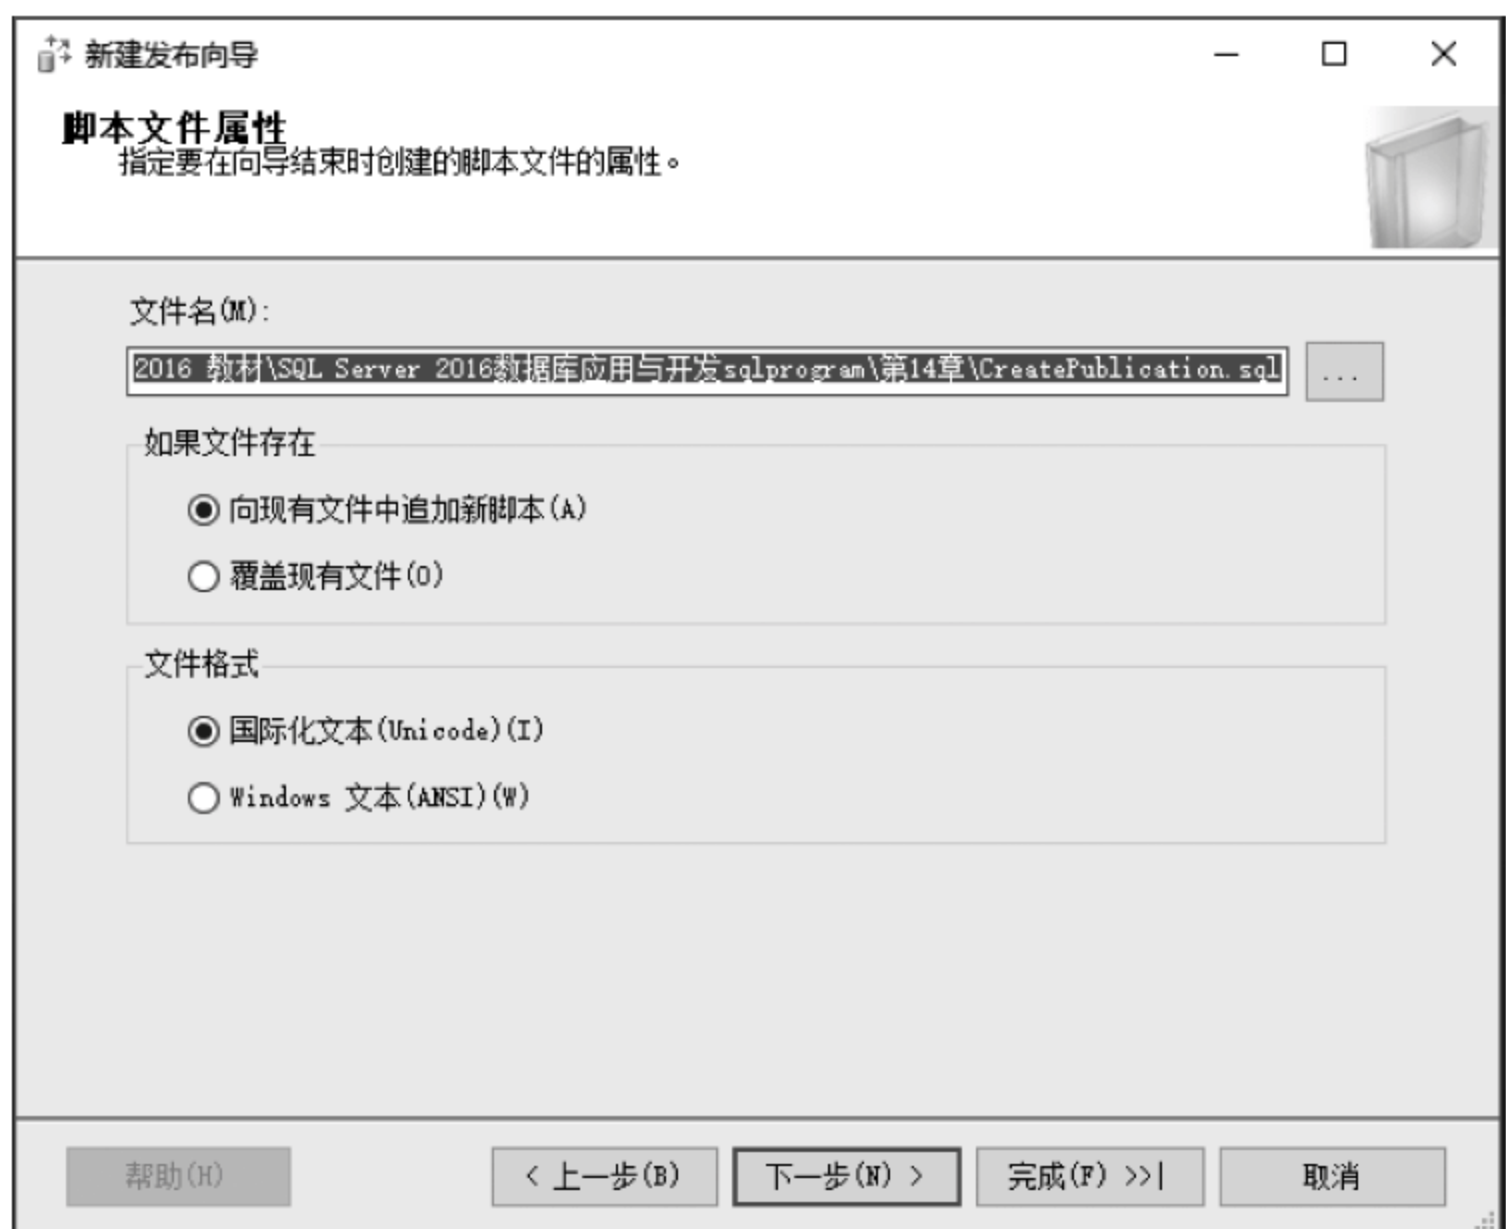 新建发布向导
脚本文件属性
指定要在向导结束时创建的脚本文件的属性。
文件名(M):
2016 教材\SQL Server 2016数据库应用与开发sqlprogram\第14章\CreatePublication.sql
...
如果文件存在
向现有文件中追加新脚本(A)
覆盖现有文件(O)
文件格式
国际化文本(Unicode)(I)
Windows 文本(ANSI)(W)
帮助(H)
< 上一步(B)
下一步(N) >
完成(F) >>|
取消